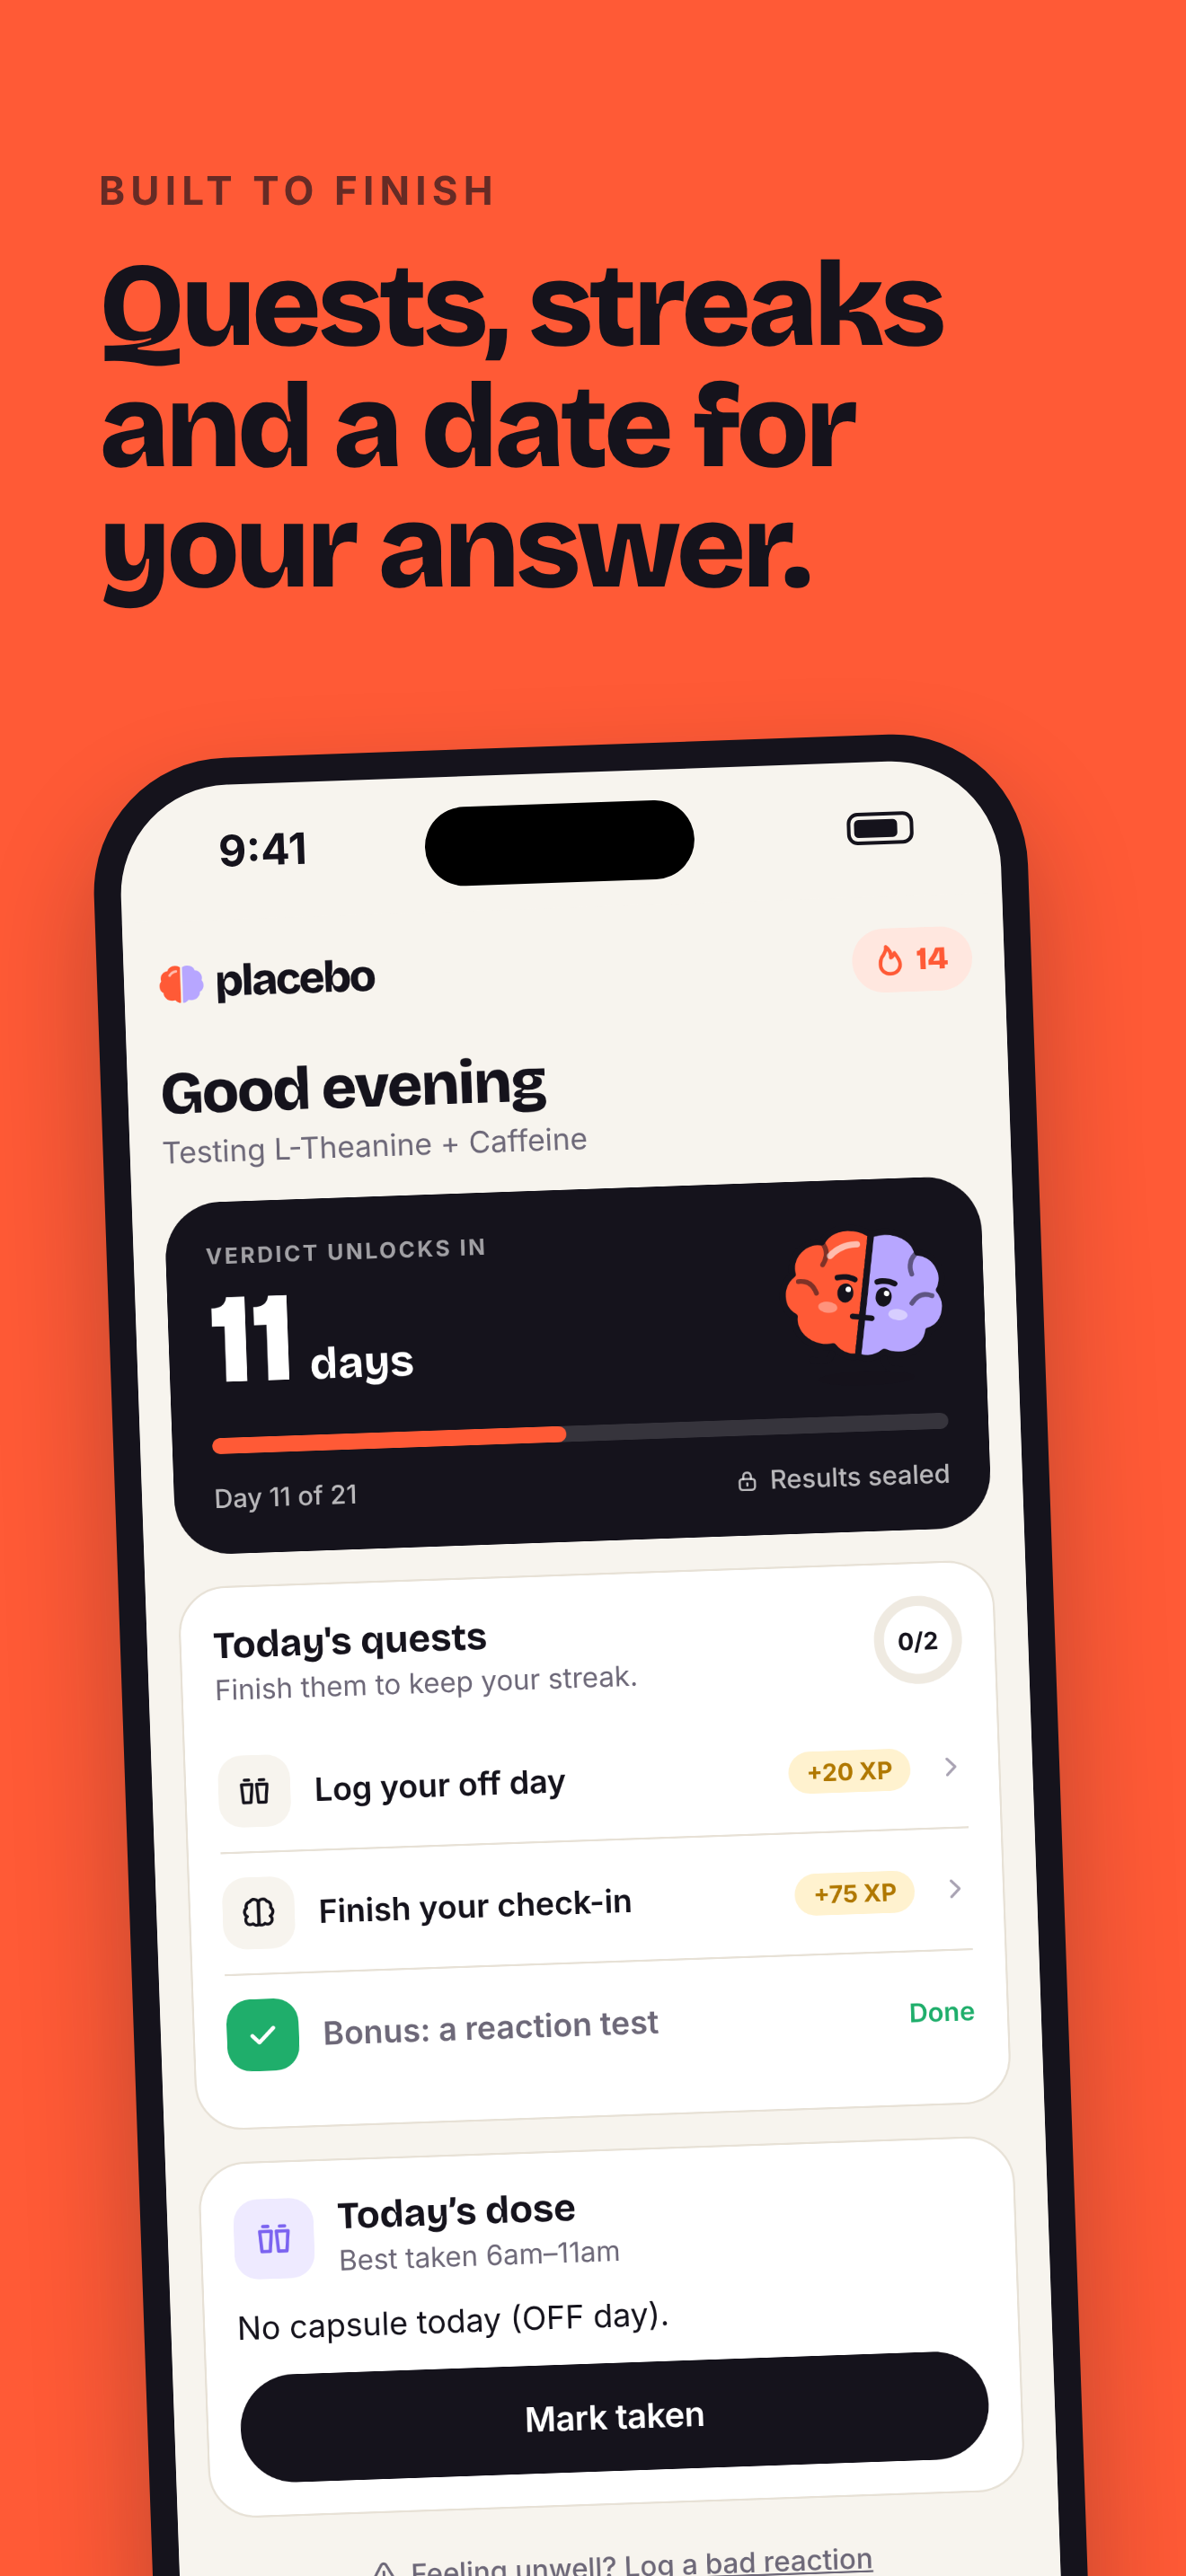 BUILT TO FINISH
Quests, streaks
and a date for
your answer.
9:41
placebo
14
Good evening
Testing L-Theanine + Caffeine
VERDICT UNLOCKS IN
11 days
Day 11 of 21
Results sealed
Today's quests
0/2
Finish them to keep your streak.
Log your off day
+20 XP
Finish your check-in
+75 XP
Bonus: a reaction test
Done
Today’s dose
Best taken 6am–11am
No capsule today (OFF day).
Mark taken
Feeling unwell? Log a bad reaction